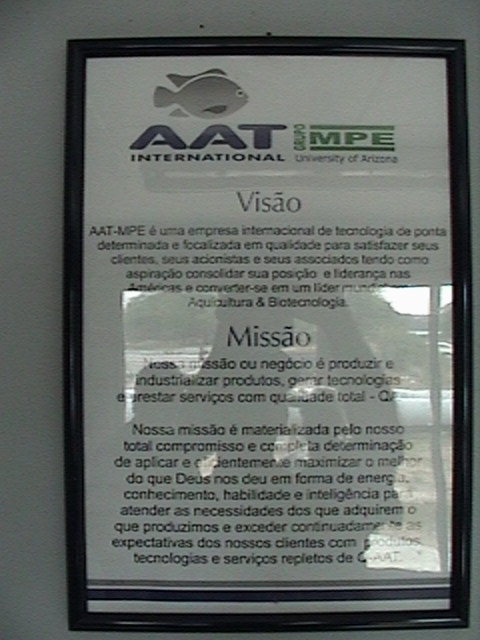 AAT
INTERNATIONAL
GRUPO
MPE
University of Arizona
Visão
AAT-MPE é uma empresa internacional de tecnologia de ponta
determinada e focalizada em qualidade para satisfazer seus
clientes, seus acionistas e seus associados tendo como
aspiração consolidar sua posição e liderança nas
Américas e converter-se em um líder mundial
Aquicultura & Biotecnologia.
Missão
Nossa missão ou negócio é produzir e
industrializar produtos, gerar tecnologias
e prestar serviços com qualidade total -
Nossa missão é materializada pelo nosso
total compromisso e completa determinação
de aplicar e eficientemente maximizar o melhor
do que Deus nos deu em forma de energia,
conhecimento, habilidade e inteligência para
atender as necessidades dos que adquirem o
que produzimos e exceder continuadamente as
expectativas dos nossos clientes com produtos,
tecnologias e serviços repletos de